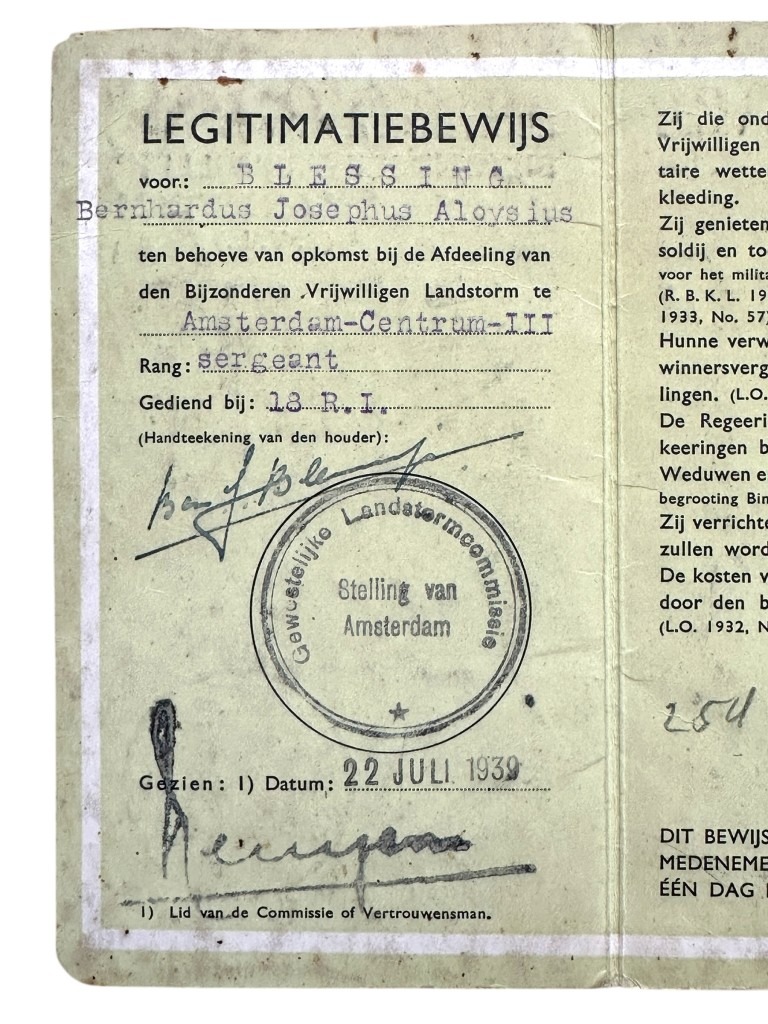 LEGITIMATIEBEWIJS
voor: BLESSING
Bernhardus Josephus Aloysius
ten behoeve van opkomst bij de Afdeeling van
den Bijzonderen Vrijwilligen Landstorm te
Amsterdam-Centrum-III
Rang: sergeant
Gediend bij: 18 R.I.
(Handteekening van den houder):
Gewestelijke Landstormcommissie
Stelling van
Amsterdam
Gezien: 1) Datum: 22 JULI 1939
1) Lid van de Commissie of Vertrouwensman.
Zij die ond
Vrijwilligen
taire wette
kleeding.
Zij genieten
soldij en to
voor het milita
(R. B. K. L. 19
1933, No. 57)
Hunne verw
winnersverg
lingen. (L.O.
De Regeeri
keeringen b
Weduwen e
begrooting Bin
Zij verrichte
zullen word
De kosten v
door den b
(L.O. 1932, N
254
DIT BEWIJS
MEDENEME
ÉÉN DAG